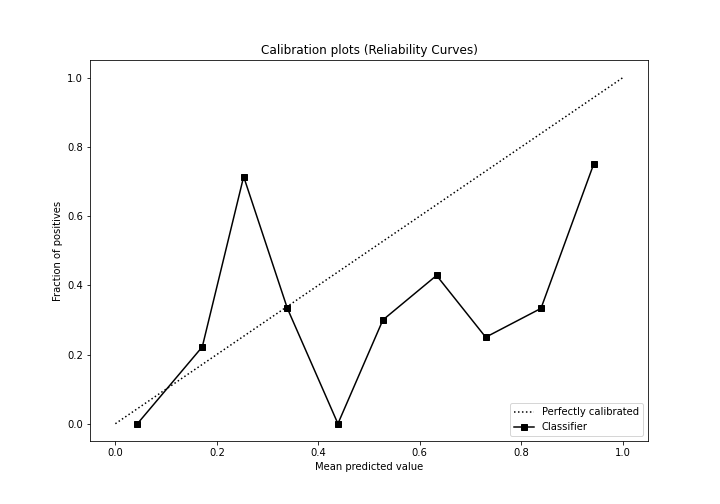 Calibration plots (Reliability Curves)
1.0
0.8
0.6
0.4
0.2
0.0
Fraction of positives
0.0 0.2 0.4 0.6 0.8 1.0
Mean predicted value
Perfectly calibrated
Classifier